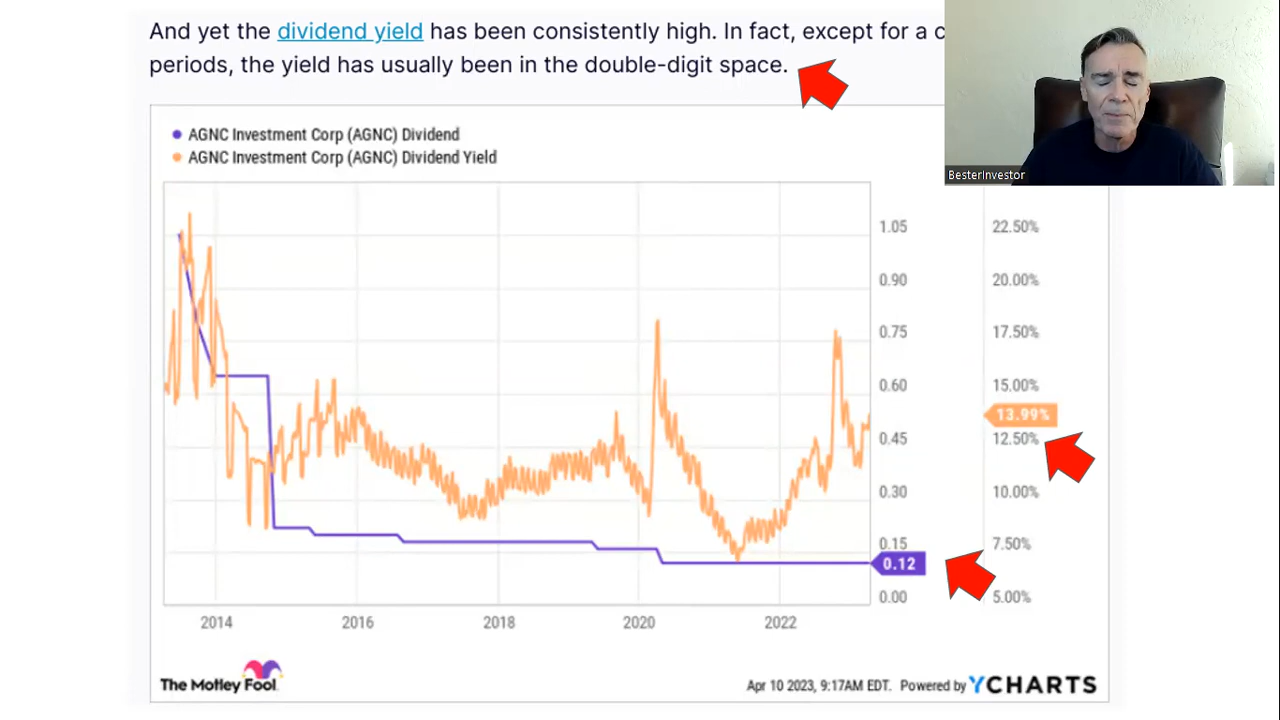 And yet the dividend yield has been consistently high. In fact, except for a
periods, the yield has usually been in the double-digit space.
BesterInvestor
AGNC Investment Corp (AGNC) Dividend
AGNC Investment Corp (AGNC) Dividend Yield
1.05 22.50%
0.90 20.00%
0.75 17.50%
0.60 15.00%
13.99%
0.45 12.50%
0.30 10.00%
0.15 7.50%
0.12
0.00 5.00%
2014 2016 2018 2020 2022
The Motley Fool
Apr 10 2023, 9:17AM EDT. Powered by YCHARTS